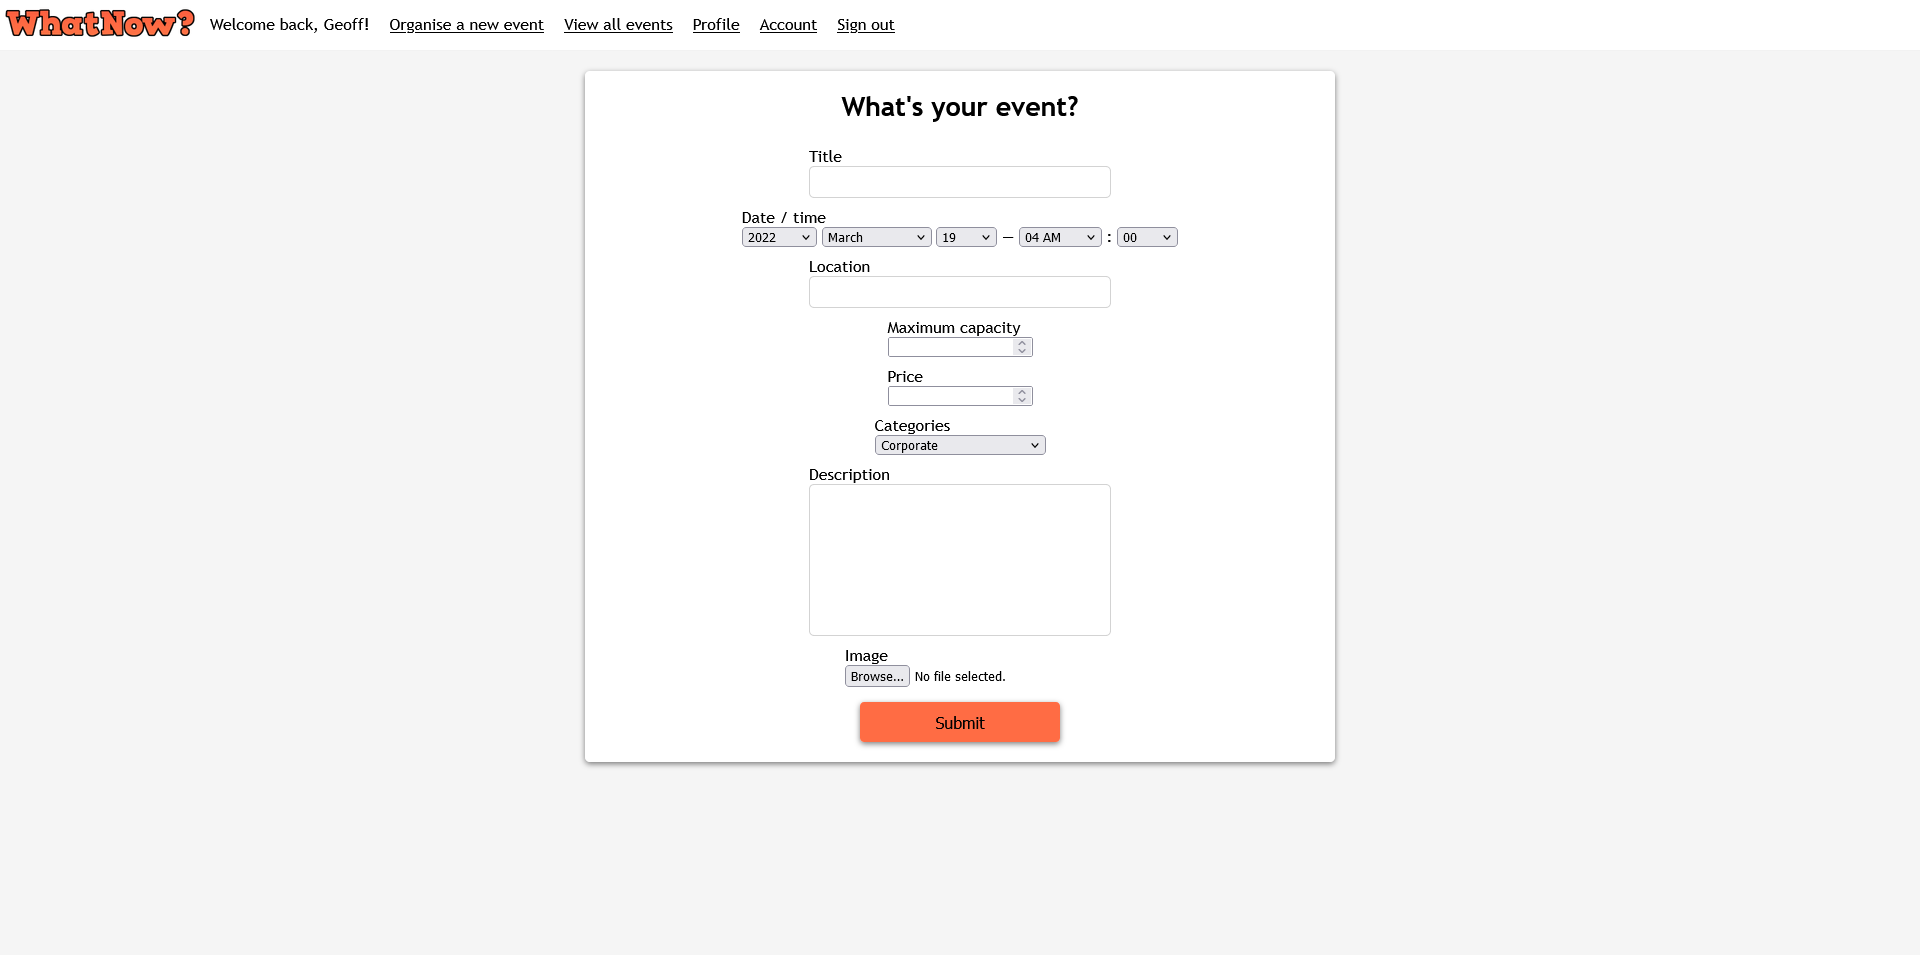 WhatNow? Welcome back, Geoff! Organise a new event View all events Profile Account Sign out
What's your event?
Title
Date / time
2022 March 19 — 04 AM : 00
Location
Maximum capacity
Price
Categories
Corporate
Description
Image
Browse... No file selected.
Submit